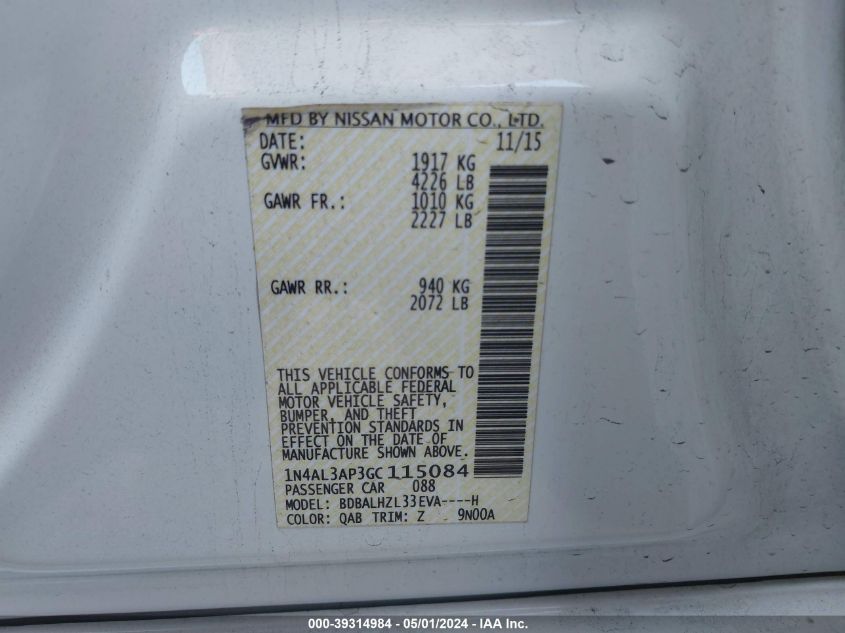 MFD BY NISSAN MOTOR CO., LTD.
DATE: 11/15
GVWR: 1917 KG
4226 LB
GAWR FR.: 1010 KG
2227 LB
GAWR RR.: 940 KG
2072 LB
THIS VEHICLE CONFORMS TO
ALL APPLICABLE FEDERAL
MOTOR VEHICLE SAFETY,
BUMPER, AND THEFT
PREVENTION STANDARDS IN
EFFECT ON THE DATE OF
MANUFACTURE SHOWN ABOVE.
1N4AL3AP3GC115084
PASSENGER CAR 088
MODEL: BDBALHZL33EVA----H
COLOR: QAB TRIM: Z 9N00A
000-39314984 - 05/01/2024 - IAA Inc.